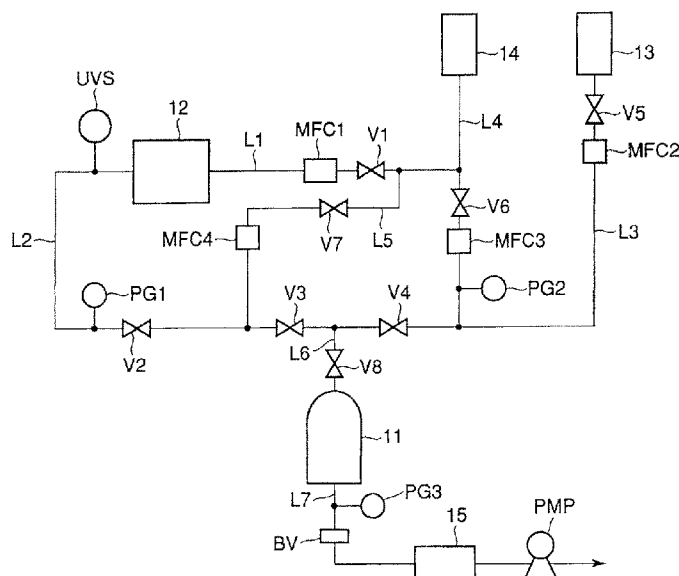 14
13
UVS
12
L1
MFC1
V1
L4
V5
MFC2
V6
MFC4
V7
L5
MFC3
L3
L2
PG1
V3
V4
PG2
V2
L6
V8
11
L7
PG3
BV
15
PMP